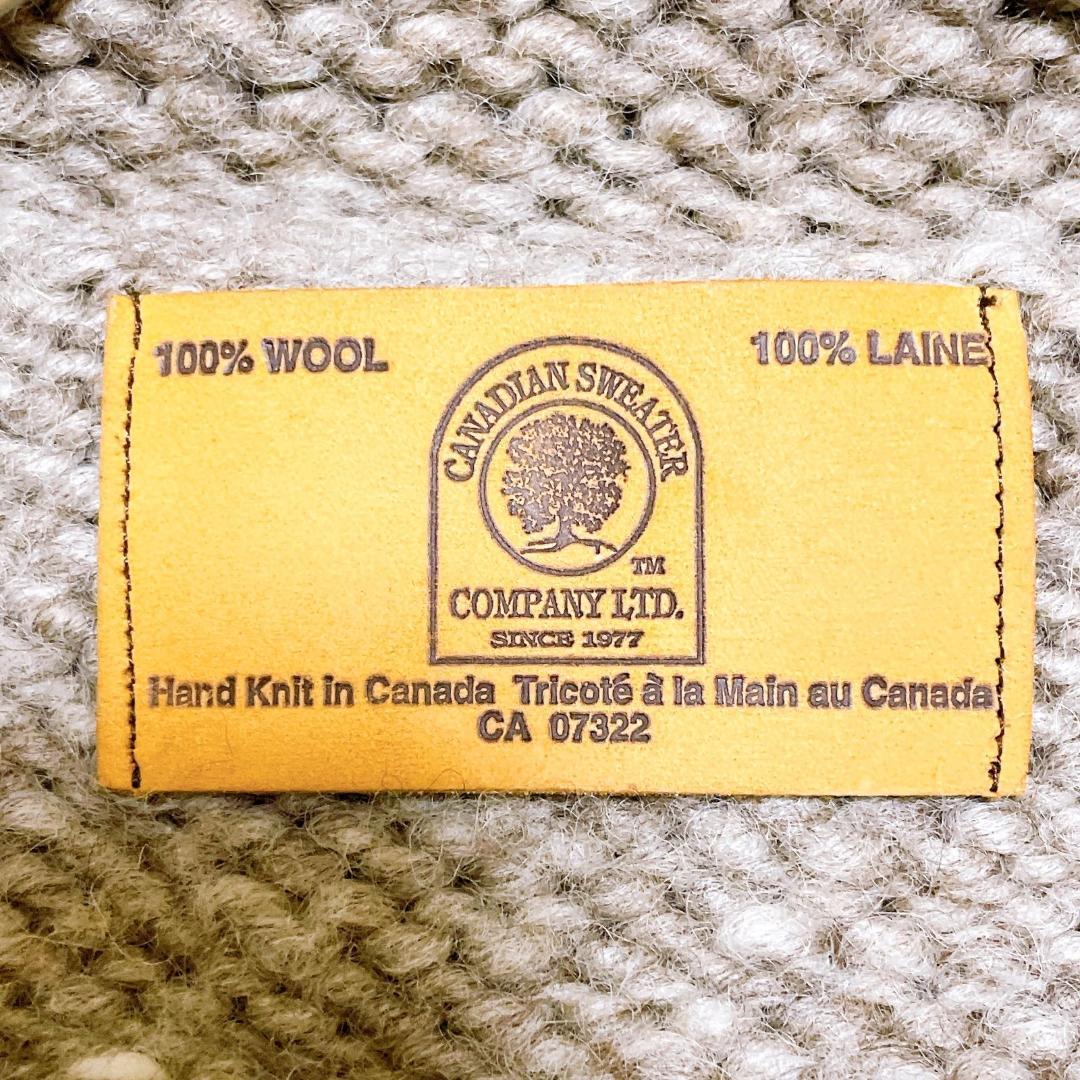 100% WOOL
100% LAINE
CANADIAN SWEATER
TM
COMPANY LTD.
SINCE 1977
Hand Knit in Canada Tricoté à la Main au Canada
CA 07322